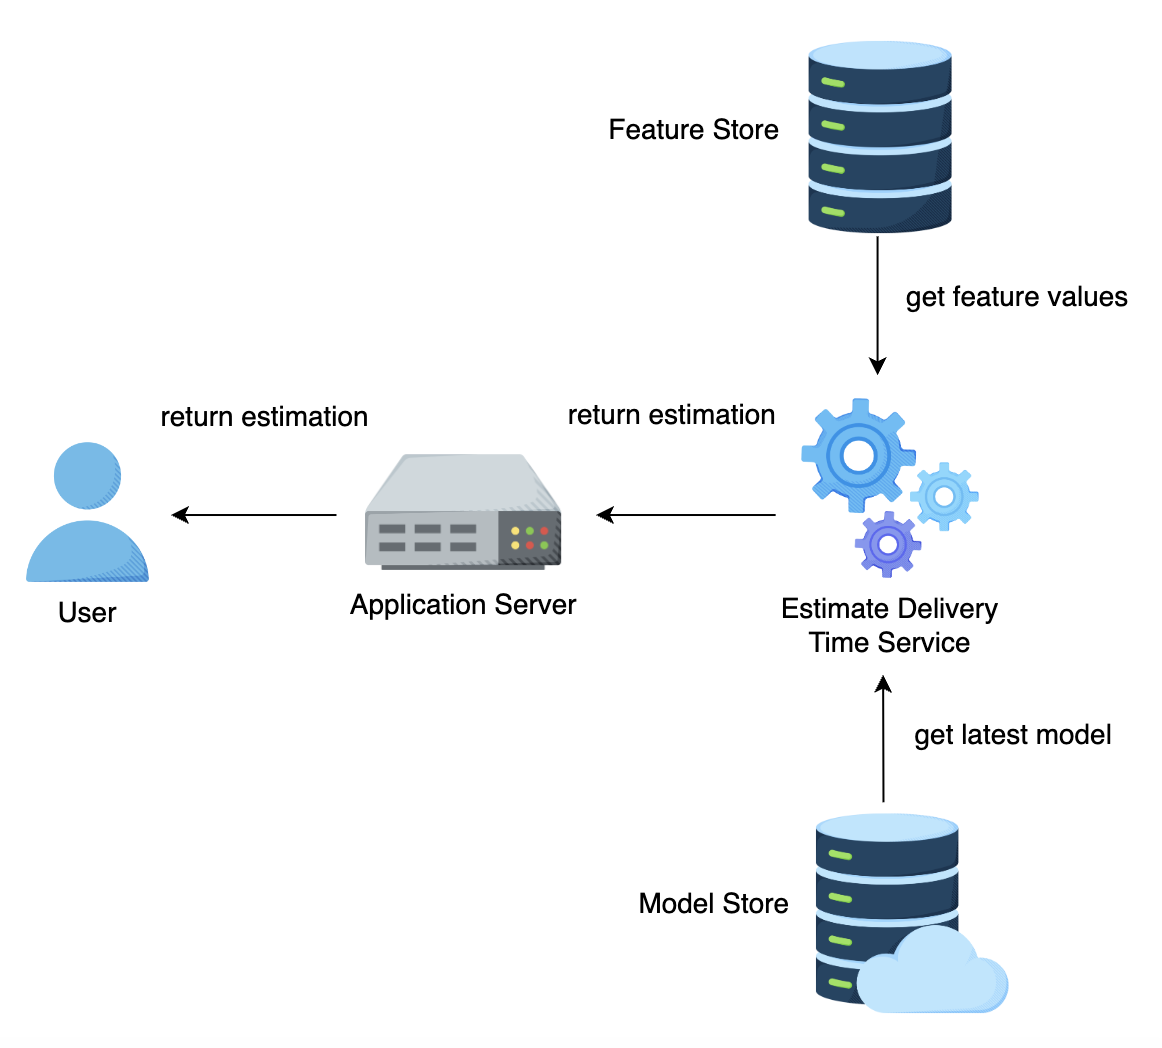 Feature Store
get feature values
return estimation
return estimation
User
Application Server
Estimate Delivery
Time Service
get latest model
Model Store